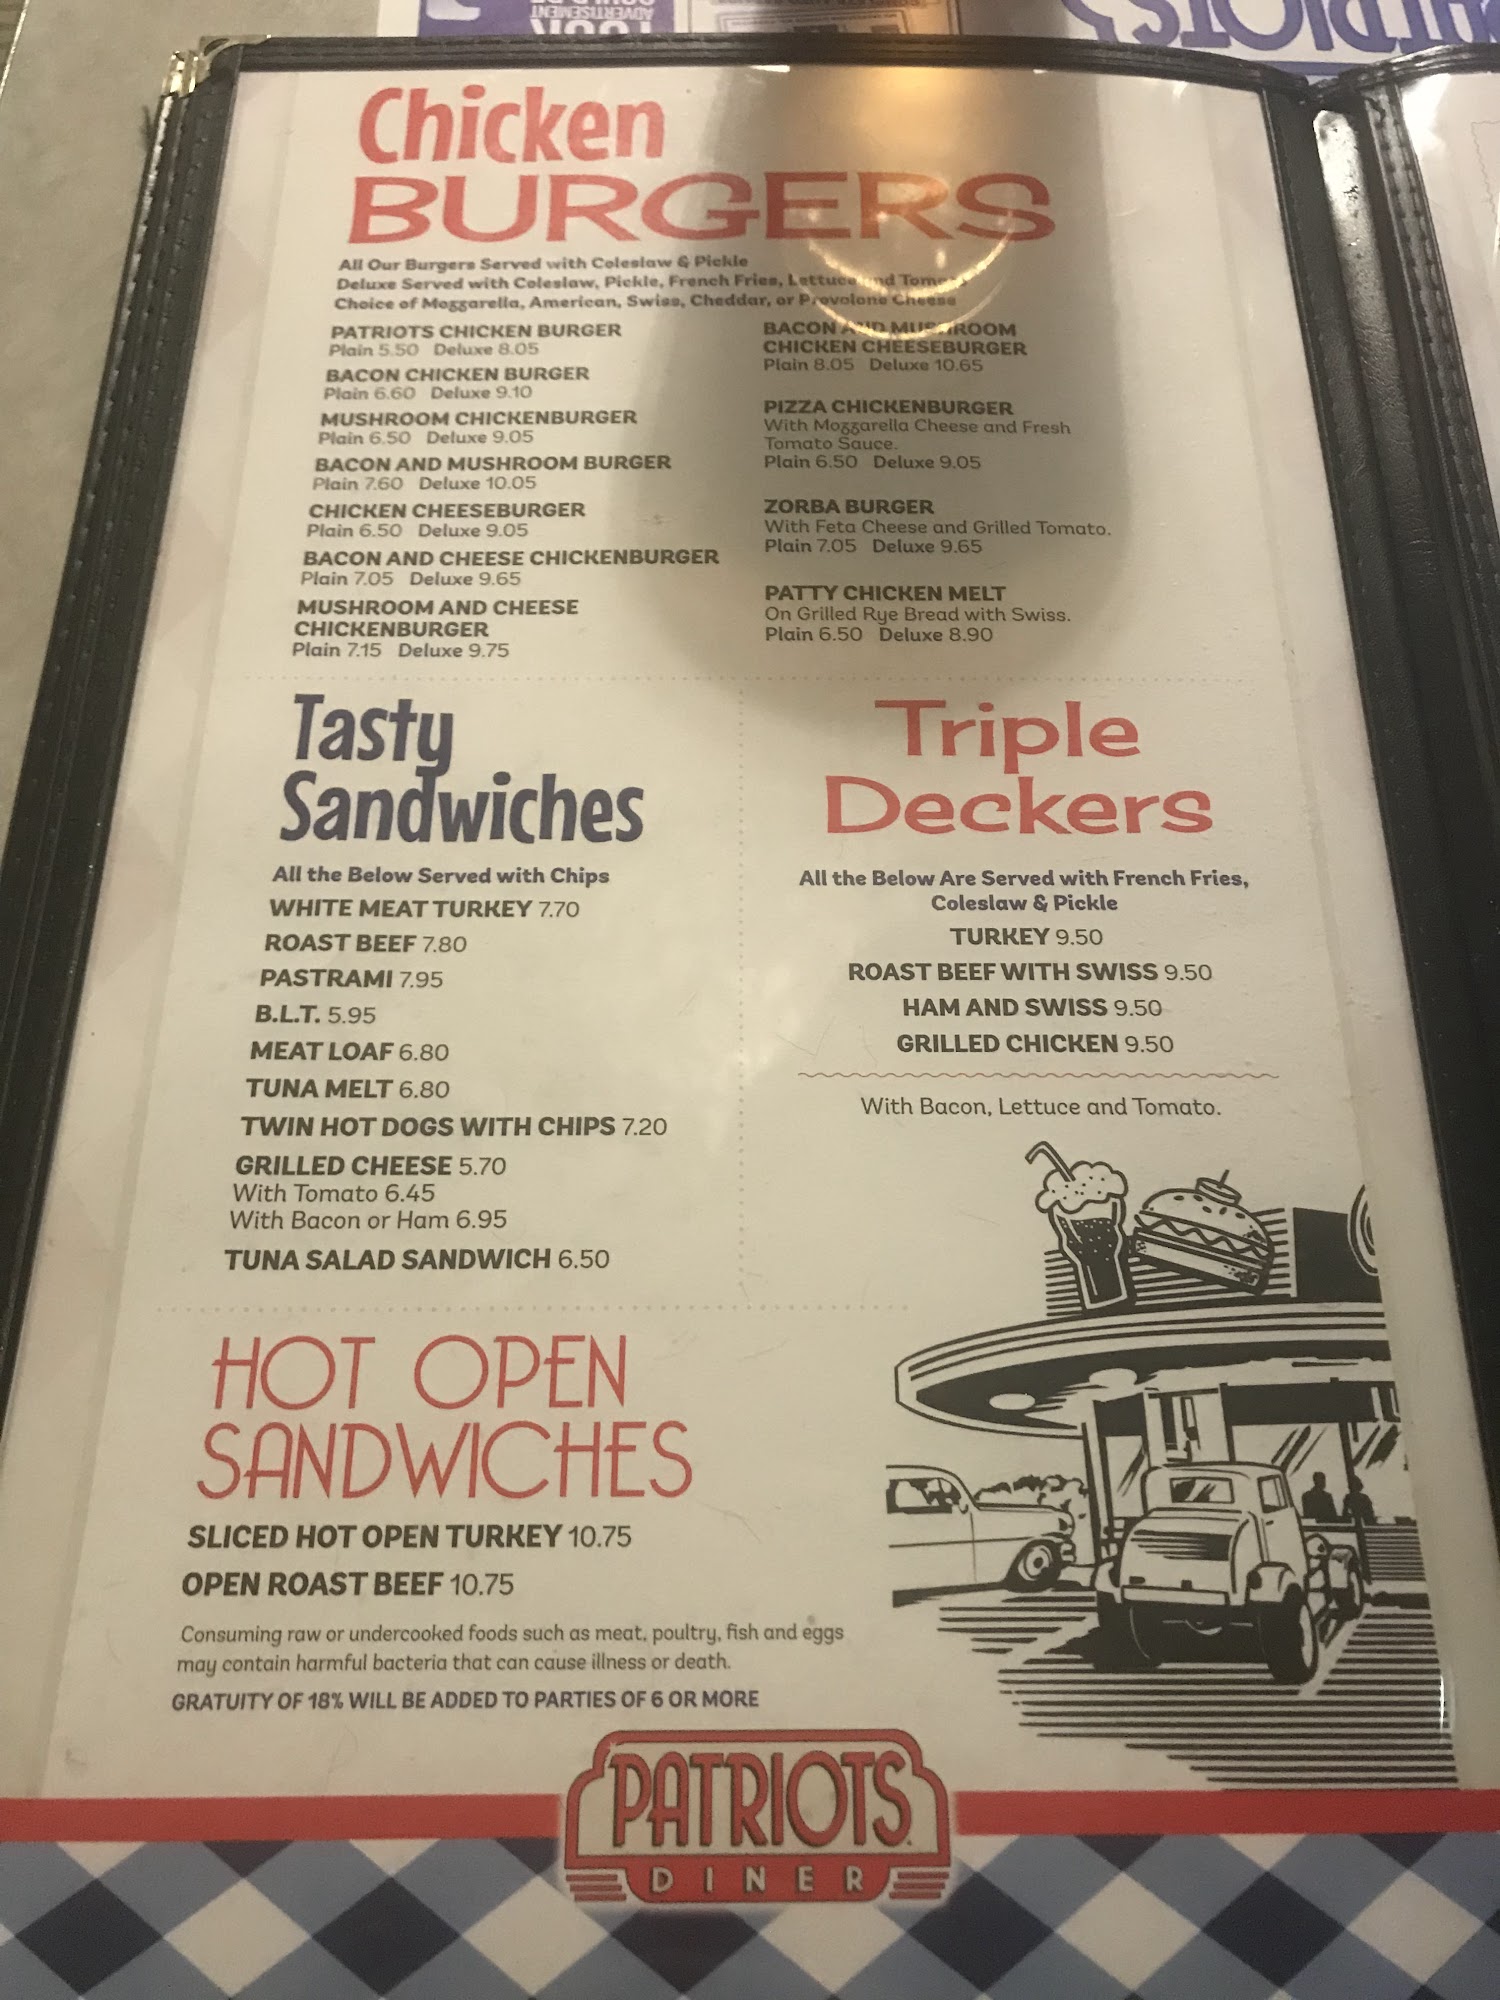 ADVERTISEMENT
YOUR
PATRIOTS
Chicken
BURGERS
All Our Burgers Served with Coleslaw & Pickle
Deluxe Served with Coleslaw, Pickle, French Fries, Lettuce and
Choice of Mozzarella, American, Swiss, Cheddar, or Provolone Cheese
PATRIOTS CHICKEN BURGER
Plain 5.50 Deluxe 8.05
BACON CHICKEN BURGER
Plain 6.60 Deluxe 9.10
MUSHROOM CHICKENBURGER
Plain 6.50 Deluxe 9.05
BACON AND MUSHROOM BURGER
Plain 7.60 Deluxe 10.05
CHICKEN CHEESEBURGER
Plain 6.50 Deluxe 9.05
BACON AND CHEESE CHICKENBURGER
Plain 7.05 Deluxe 9.65
MUSHROOM AND CHEESE
CHICKENBURGER
Plain 7.15 Deluxe 9.75
BACON AND MUSHROOM
CHICKEN CHEESEBURGER
Plain 8.05 Deluxe 10.65
PIZZA CHICKENBURGER
With Mozzarella Cheese and Fresh
Tomato Sauce.
Plain 6.50 Deluxe 9.05
ZORBA BURGER
With Feta Cheese and Grilled Tomato.
Plain 7.05 Deluxe 9.65
PATTY CHICKEN MELT
On Grilled Rye Bread with Swiss.
Plain 6.50 Deluxe 8.90
Tasty
Sandwiches
All the Below Served with Chips
WHITE MEAT TURKEY 7.70
ROAST BEEF 7.80
PASTRAMI 7.95
B.L.T. 5.95
MEAT LOAF 6.80
TUNA MELT 6.80
TWIN HOT DOGS WITH CHIPS 7.20
GRILLED CHEESE 5.70
With Tomato 6.45
With Bacon or Ham 6.95
TUNA SALAD SANDWICH 6.50
Triple
Deckers
All the Below Are Served with French Fries,
Coleslaw & Pickle
TURKEY 9.50
ROAST BEEF WITH SWISS 9.50
HAM AND SWISS 9.50
GRILLED CHICKEN 9.50
With Bacon, Lettuce and Tomato.
HOT OPEN
SANDWICHES
SLICED HOT OPEN TURKEY 10.75
OPEN ROAST BEEF 10.75
Consuming raw or undercooked foods such as meat, poultry, fish and eggs
may contain harmful bacteria that can cause illness or death.
GRATUITY OF 18% WILL BE ADDED TO PARTIES OF 6 OR MORE
PATRIOTS
DINER